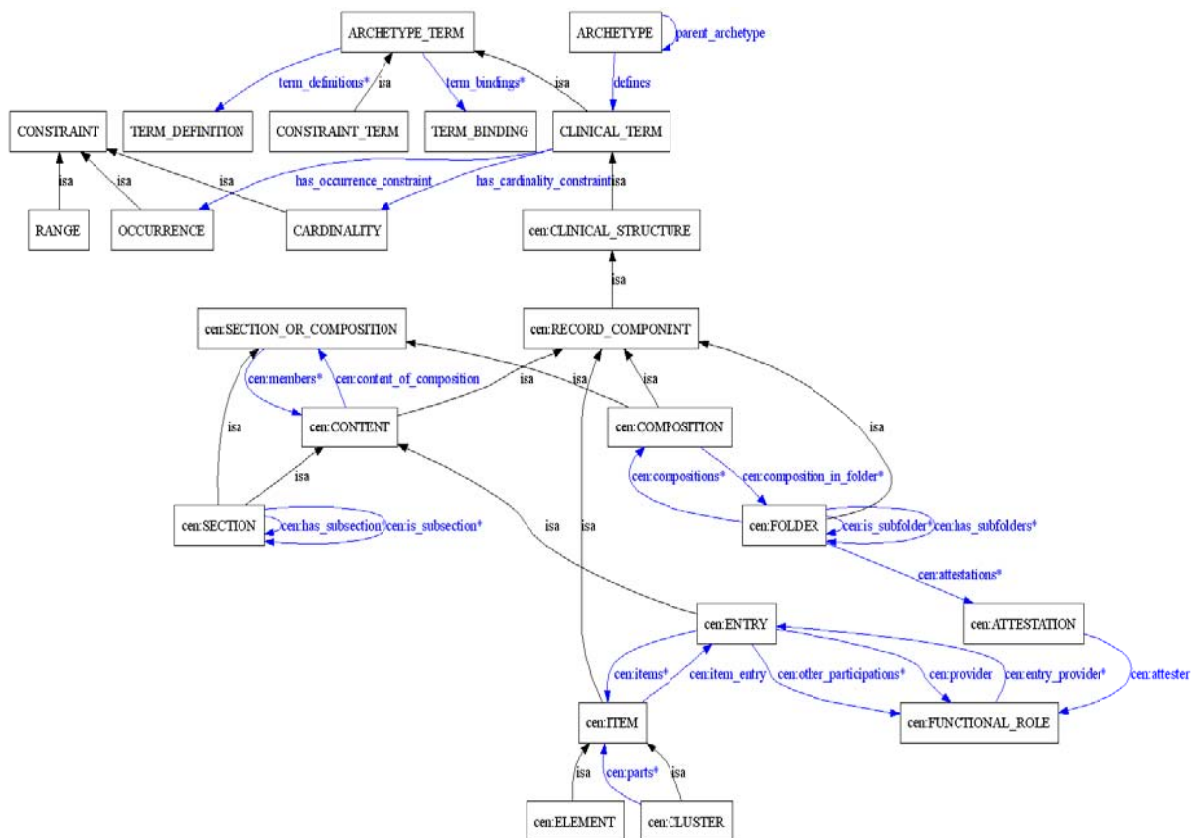 ARCHETYPE_TERM
ARCHETYPE
parent_archetype
term_definitions*
isa
term_bindings*
isa
defines
CONSTRAINT
TERM_DEFINITION
CONSTRAINT_TERM
TERM_BINDING
CLINICAL_TERM
isa
isa
isa
has_occurrence_constraint
has_cardinality_constraint
isa
RANGE
OCCURRENCE
CARDINALITY
cen:CLINICAL_STRUCTURE
isa
cen:SECTION_OR_COMPOSITION
cen:RECORD_COMPONINT
cen:members*
cen:content_of_composition
isa
isa
isa
cen:CONTENT
cen:COMPOSITION
isa
isa
isa
cen:compositions*
cen:composition_in_folder*
cen:SECTION
cen:has_subsection
cen:is_subsection*
isa
isa
cen:FOLDER
cen:is_subfolder*
cen:has_subfolders*
cen:attestations*
cen:ENTRY
cen:ATTESTATION
cen:items*
cen:item_entry
cen:other_participations*
cen:provider
cen:entry_provider*
cen:attester
cen:ITEM
cen:FUNCTIONAL_ROLE
isa
cen:parts*
isa
cen:ELEMENT
cen:CLUSTER